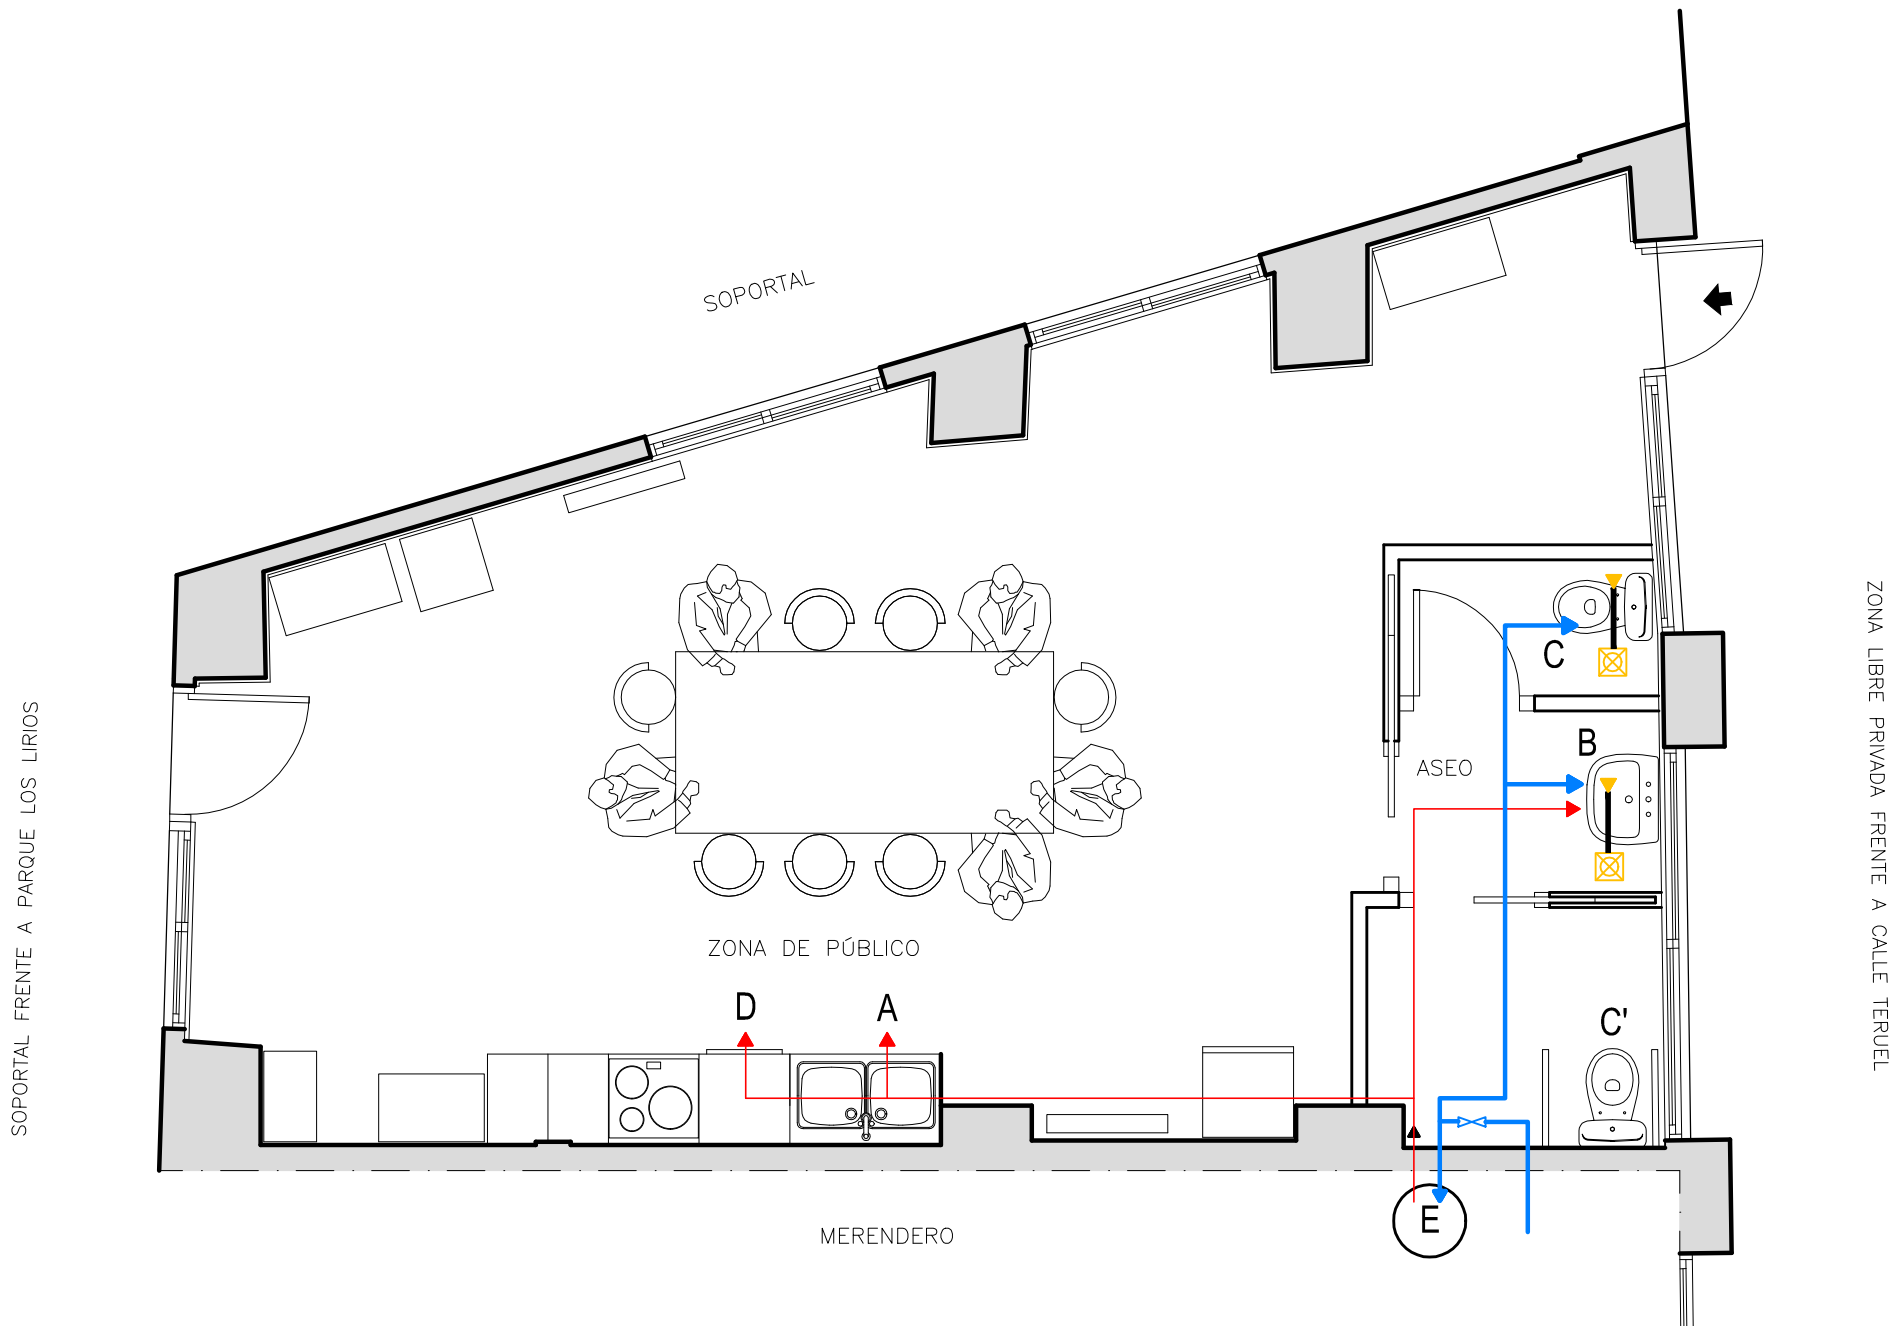 SOPORTAL
ZONA LIBRE PRIVADA FRENTE A CALLE TERUEL
SOPORTAL FRENTE A PARQUE LOS LIRIOS
C
B
ASEO
ZONA DE PÚBLICO
D
A
C'
E
MERENDERO